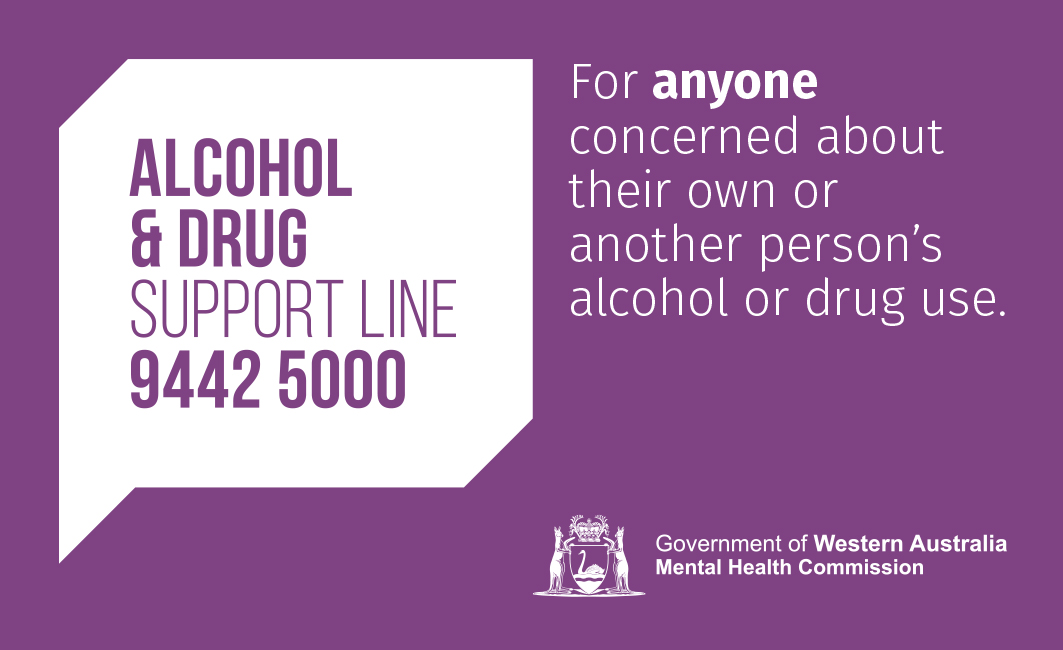 ALCOHOL
& DRUG
SUPPORT LINE
9442 5000
For anyone
concerned about
their own or
another person’s
alcohol or drug use.
Government of Western Australia
Mental Health Commission